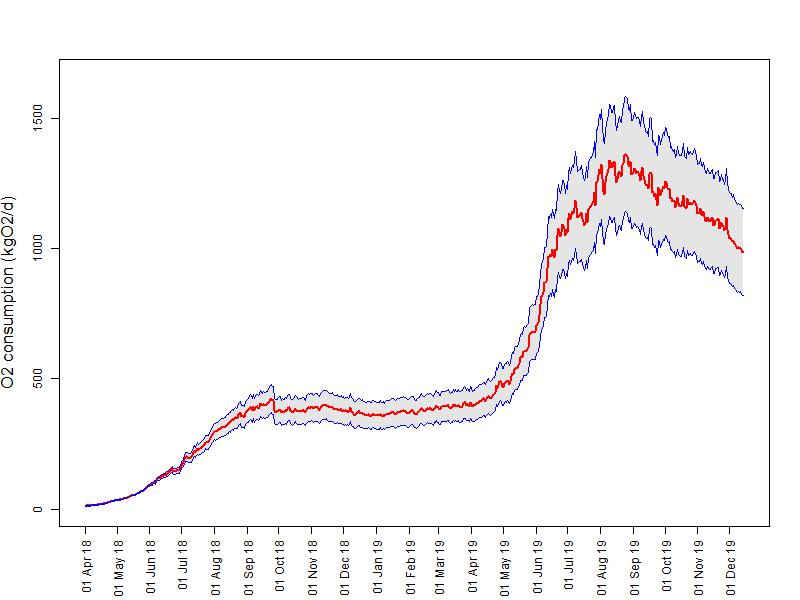 O2 consumption (kgO2/d)
1500
1000
500
0
01 Apr 18
01 May 18
01 Jun 18
01 Jul 18
01 Aug 18
01 Sep 18
01 Oct 18
01 Nov 18
01 Dec 18
01 Jan 19
01 Feb 19
01 Mar 19
01 Apr 19
01 May 19
01 Jun 19
01 Jul 19
01 Aug 19
01 Sep 19
01 Oct 19
01 Nov 19
01 Dec 19